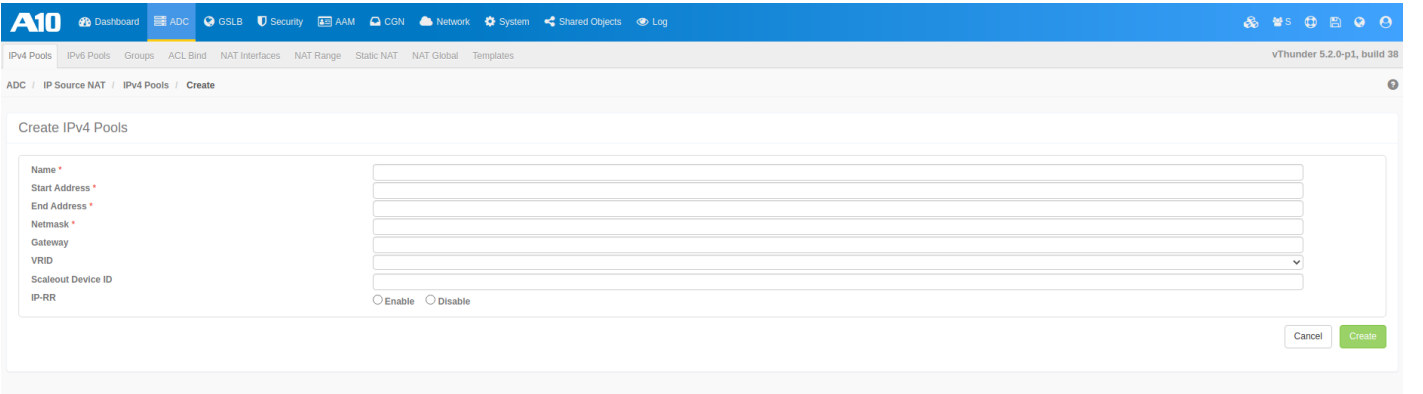 A10 Dashboard ADC GSLB Security AAM CGN Network System Shared Objects Log S
IPv4 Pools IPv6 Pools Groups ACL Bind NAT Interfaces NAT Range Static NAT NAT Global Templates vThunder 5.2.0-p1, build 38
ADC / IP Source NAT / IPv4 Pools / Create
Create IPv4 Pools
Name *
Start Address *
End Address *
Netmask *
Gateway
VRID
Scaleout Device ID
IP-RR Enable Disable
Cancel Create